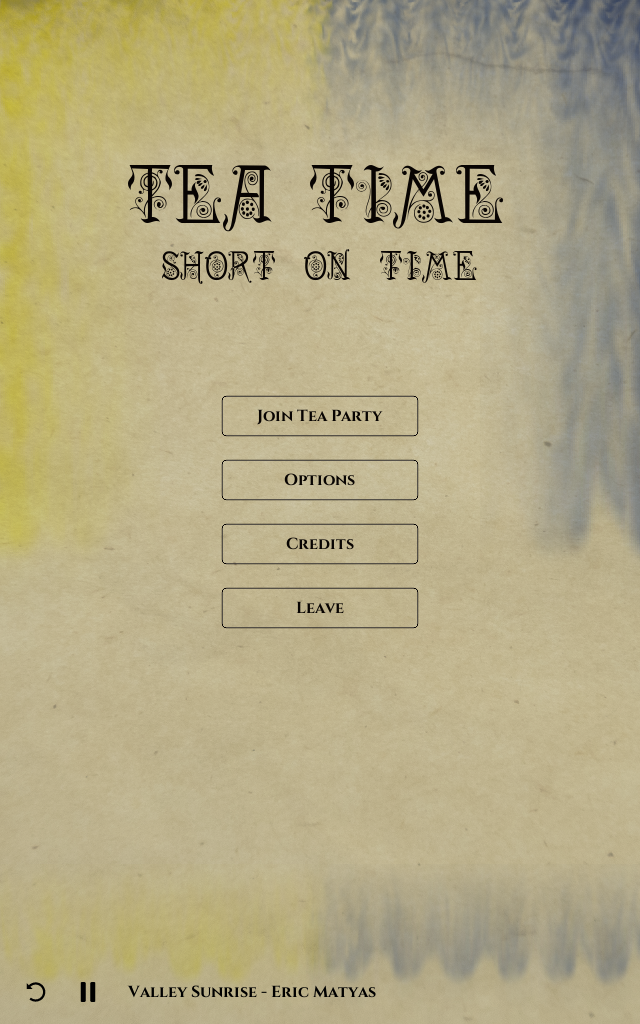 TEA TIME
SHORT ON TIME
Join Tea Party
Options
Credits
Leave
Valley Sunrise - Eric Matyas